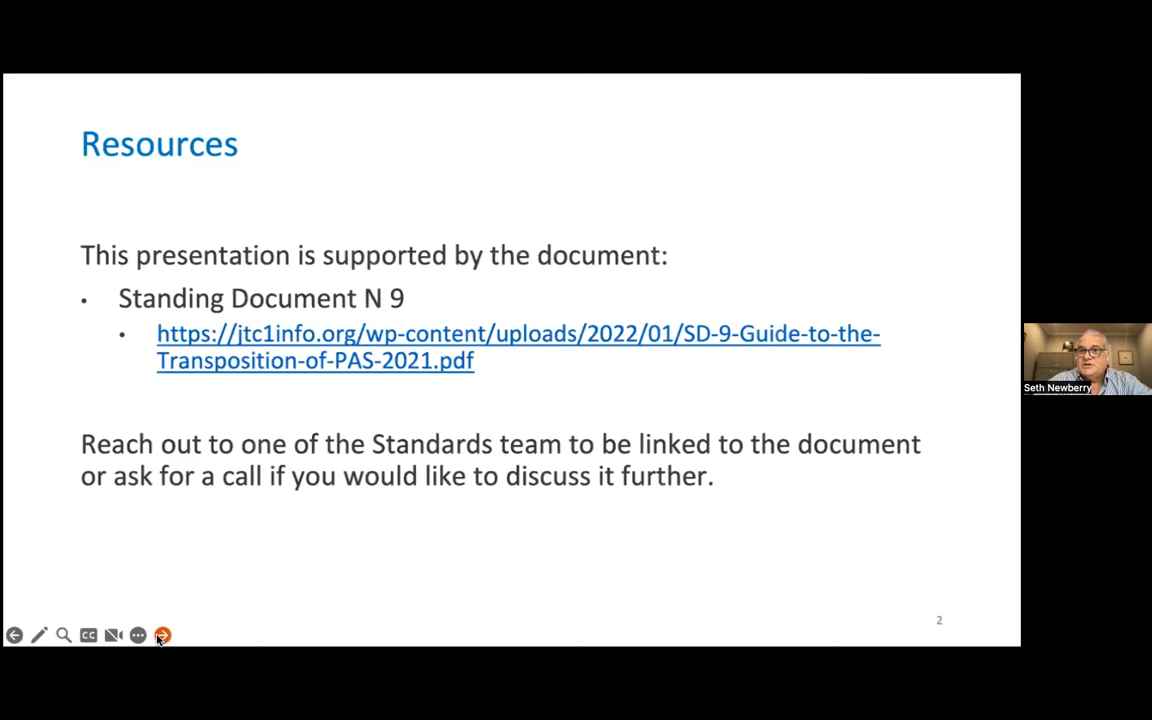 Resources
This presentation is supported by the document:
• Standing Document N 9
• https://jtc1info.org/wp-content/uploads/2022/01/SD-9-Guide-to-the-
Transposition-of-PAS-2021.pdf
Reach out to one of the Standards team to be linked to the document
or ask for a call if you would like to discuss it further.
2
CC
Seth Newberry